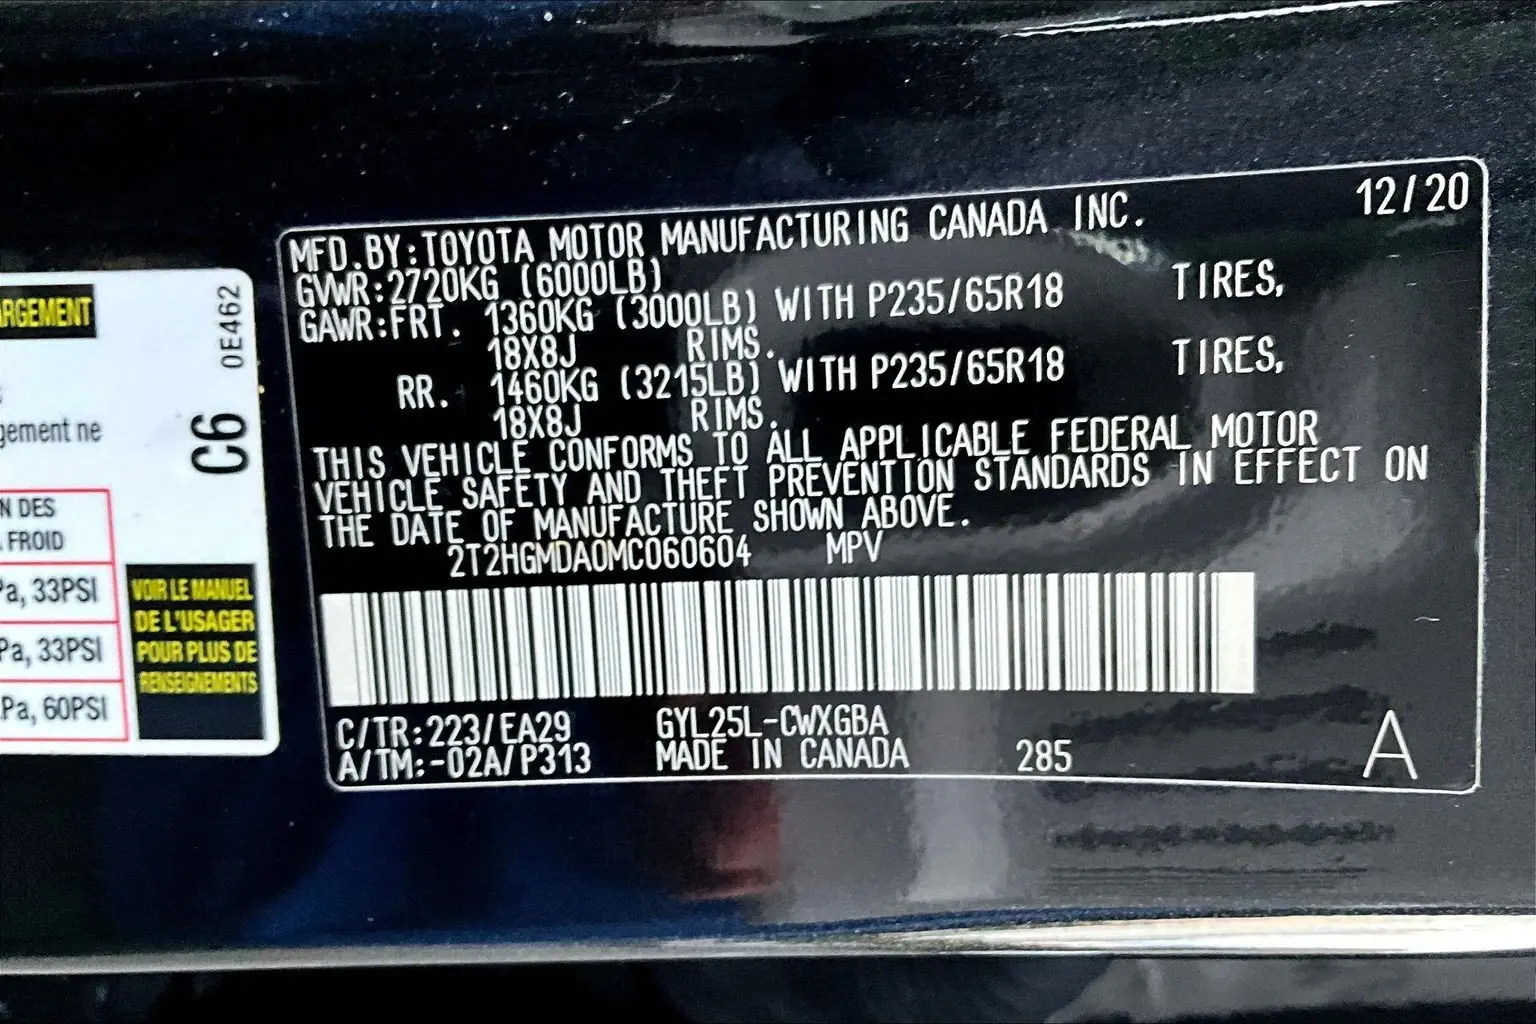 ARGEMENT
0E462
C6
gement ne
N DES
FROID
Pa, 33PSI
Pa, 33PSI
Pa, 60PSI
VOIR LE MANUEL
DE L'USAGER
POUR PLUS DE
RENSEIGNEMENTS
12/20
MFD.BY:TOYOTA MOTOR MANUFACTURING CANADA INC.
GVWR:2720KG (6000LB)
GAWR:FRT. 1360KG (3000LB) WITH P235/65R18 TIRES,
18X8J RIMS.
RR. 1460KG (3215LB) WITH P235/65R18 TIRES,
18X8J RIMS.
THIS VEHICLE CONFORMS TO ALL APPLICABLE FEDERAL MOTOR
VEHICLE SAFETY AND THEFT PREVENTION STANDARDS IN EFFECT ON
THE DATE OF MANUFACTURE SHOWN ABOVE.
2T2HGMDA0MC060604 MPV
C/TR:223/EA29 GYL25L-CWXGBA
A/TM:-02A/P313 MADE IN CANADA 285
A